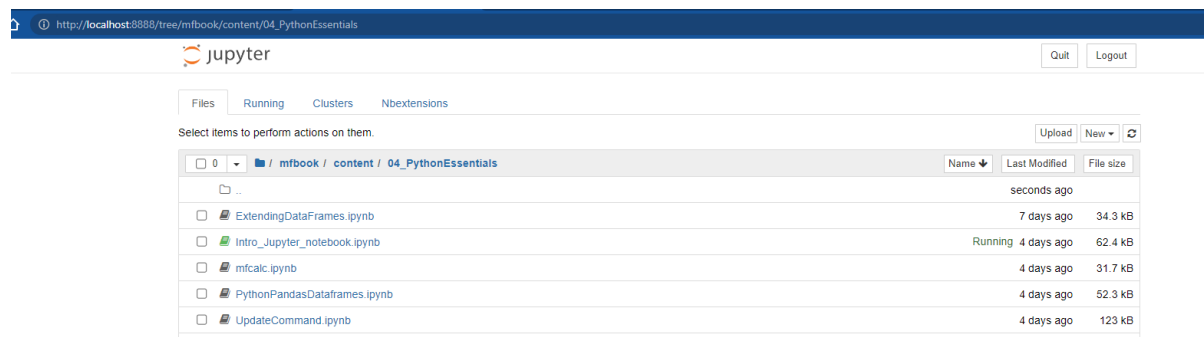 http://localhost:8888/tree/mfbook/content/04_PythonEssentials
jupyter Quit Logout
Files Running Clusters Nbextensions
Select items to perform actions on them. Upload New
0 / mfbook / content / 04_PythonEssentials Name Last Modified File size
.. seconds ago
ExtendingDataFrames.ipynb 7 days ago 34.3 kB
Intro_Jupyter_notebook.ipynb Running 4 days ago 62.4 kB
mfcalc.ipynb 4 days ago 31.7 kB
PythonPandasDataframes.ipynb 4 days ago 52.3 kB
UpdateCommand.ipynb 4 days ago 123 kB